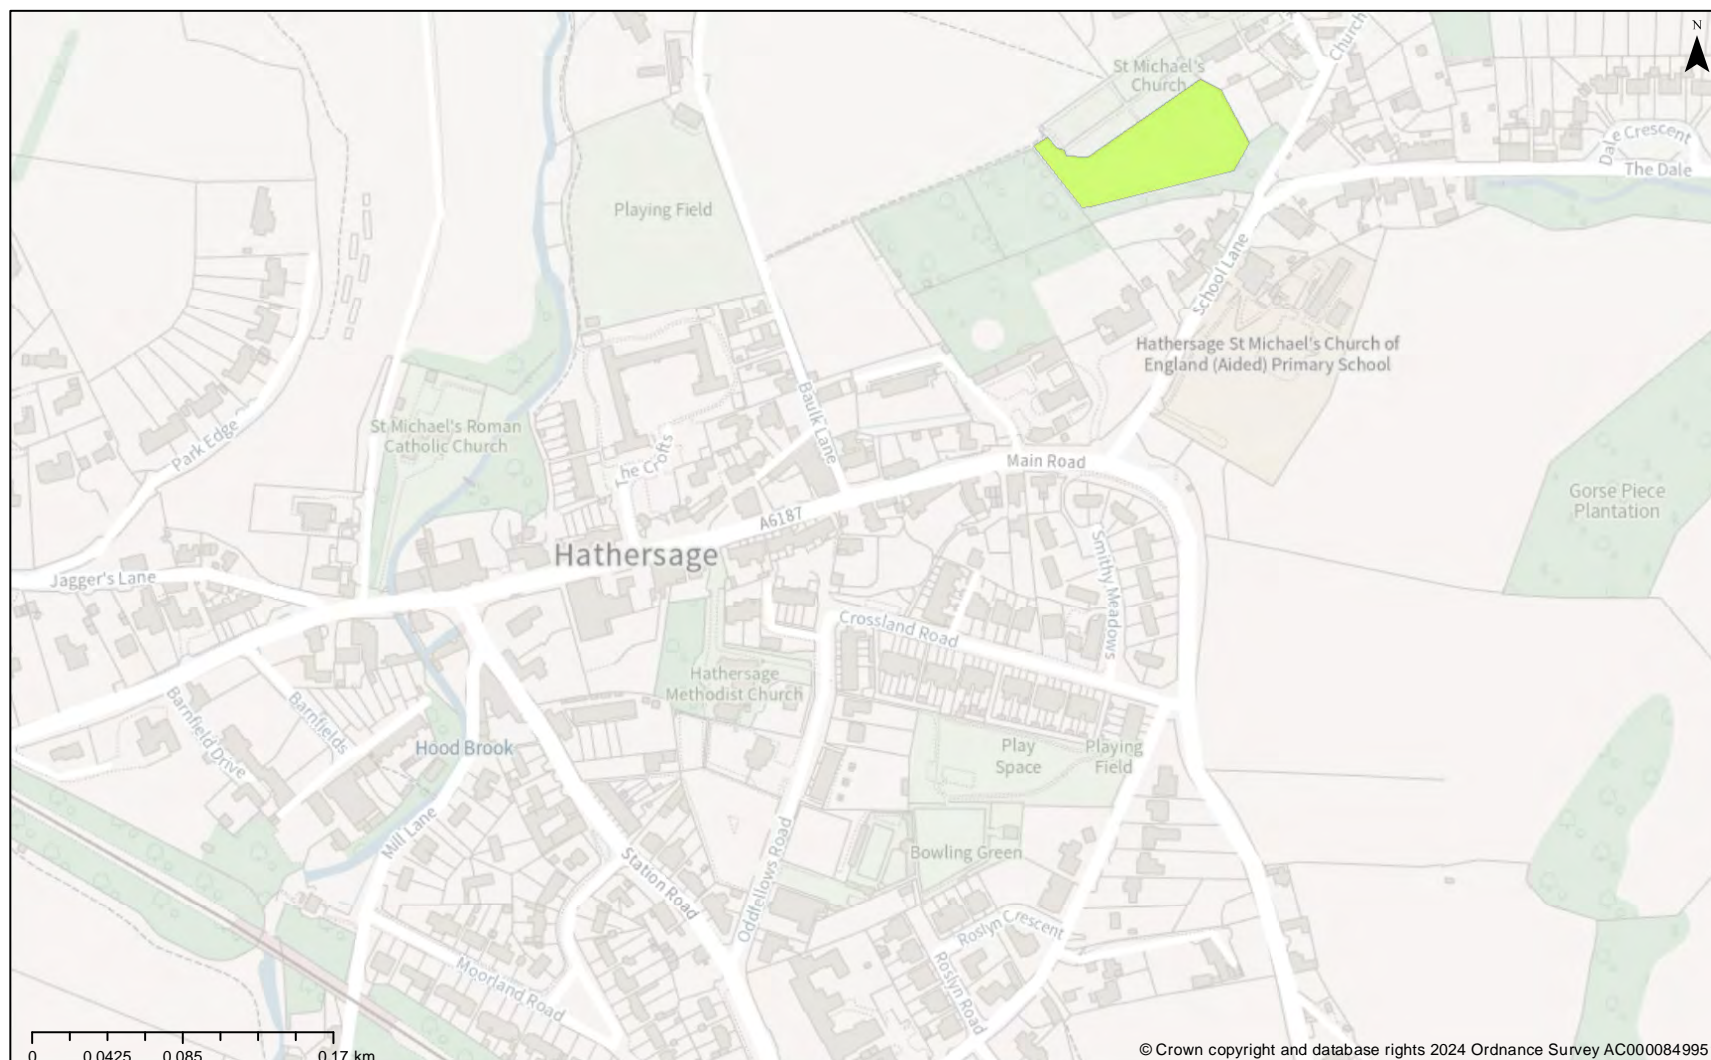 N
Church
St Michael's
Church
Dale Crescent
The Dale
Playing Field
School Lane
Hathersage St Michael's Church of
England (Aided) Primary School
Baulk Lane
St Michael's Roman
Catholic Church
Park Edge
The Crofts
Main Road
Gorse Piece
Plantation
A6187
Hathersage
Smithy Meadows
Jagger's Lane
Crossland Road
Hathersage
Methodist Church
Barnfield Drive
Barnfields
Hood Brook
Play
Space
Playing
Field
Mill Lane
Station Road
Oddfellows Road
Bowling Green
Roslyn Crescent
Roslyn Road
Moorland Road
0 0.0425 0.085 0.17 km
© Crown copyright and database rights 2024 Ordnance Survey AC000084995